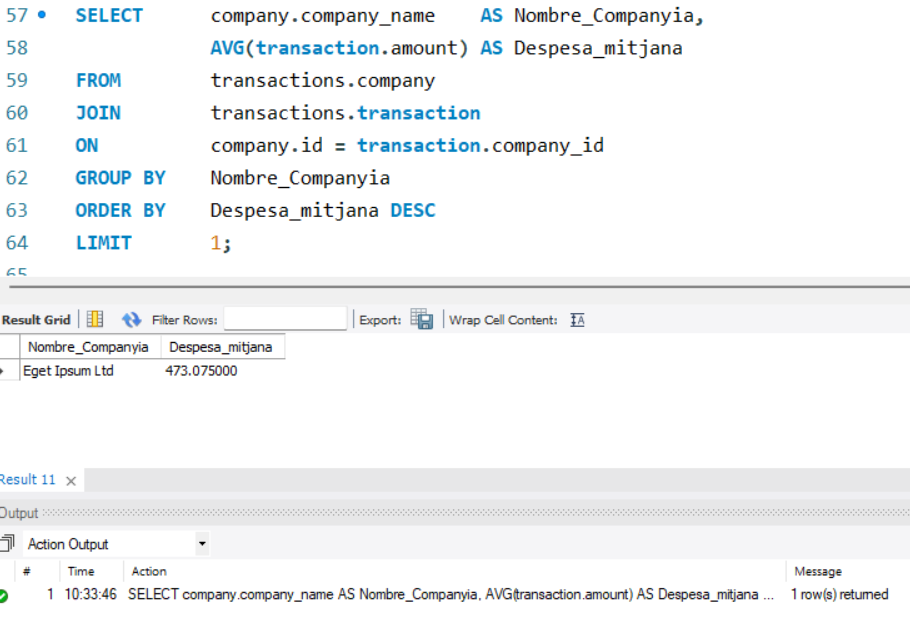 57 SELECT company.company_name AS Nombre_Companyia,
58 AVG(transaction.amount) AS Despesa_mitjana
59 FROM transactions.company
60 JOIN transactions.transaction
61 ON company.id = transaction.company_id
62 GROUP BY Nombre_Companyia
63 ORDER BY Despesa_mitjana DESC
64 LIMIT 1;
65
Result Grid Filter Rows: Export: Wrap Cell Content: IA
Nombre_Companyia Despesa_mitjana
Eget Ipsum Ltd 473.075000
Result 11 ×
Output
Action Output
# Time Action Message
1 10:33:46 SELECT company.company_name AS Nombre_Companyia, AVG(transaction.amount) AS Despesa_mitjana ... 1 row(s) returned